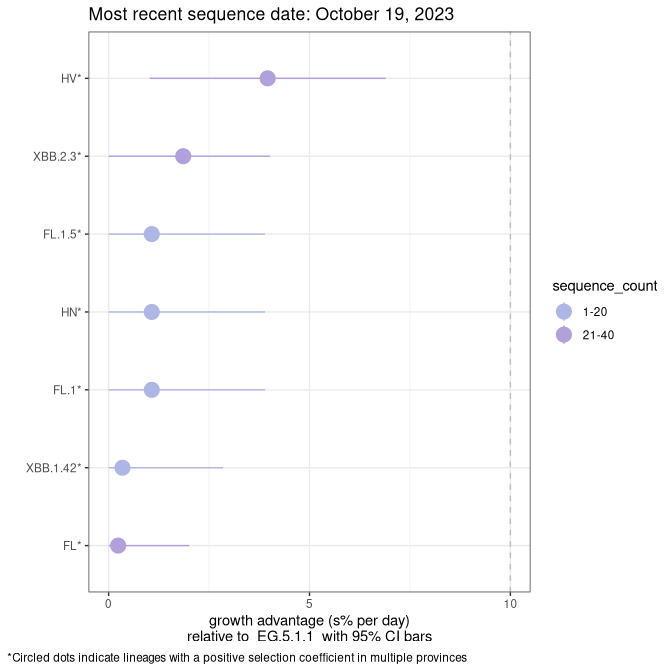 Most recent sequence date: October 19, 2023
HV*
XBB.2.3*
FL.1.5*
HN*
FL.1*
XBB.1.42*
FL*
0 5 10
growth advantage (s% per day)
relative to  EG.5.1.1  with 95% CI bars
sequence_count
1-20
21-40
*Circled dots indicate lineages with a positive selection coefficient in multiple provinces